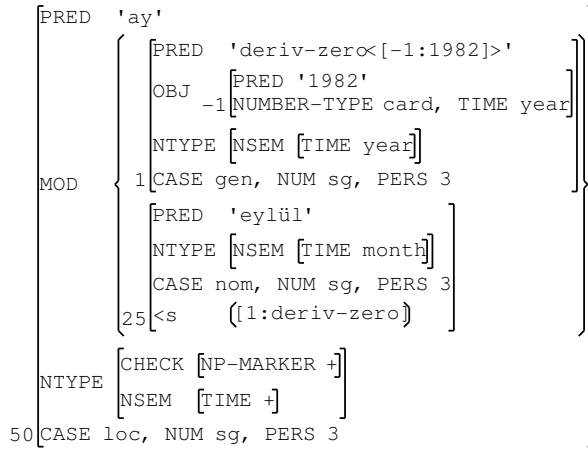 PRED 'ay'
PRED 'deriv-zero<[-1:1982]>'
OBJ
PRED '1982'
-1 NUMBER-TYPE card, TIME year
NTYPE [NSEM [TIME year]]
MOD
1 CASE gen, NUM sg, PERS 3
PRED 'eylül'
NTYPE [NSEM [TIME month]]
CASE nom, NUM sg, PERS 3
25 <s ([1:deriv-zero])
NTYPE
CHECK [NP-MARKER +]
NSEM [TIME +]
50 CASE loc, NUM sg, PERS 3